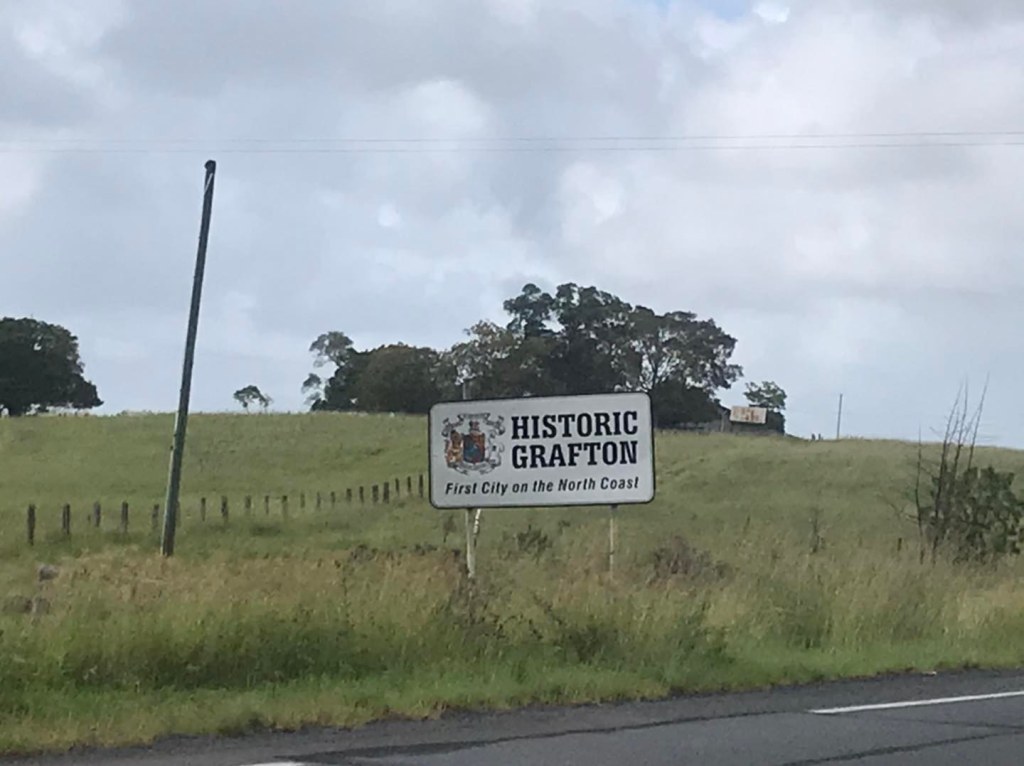 HISTORIC
GRAFTON
First City on the North Coast